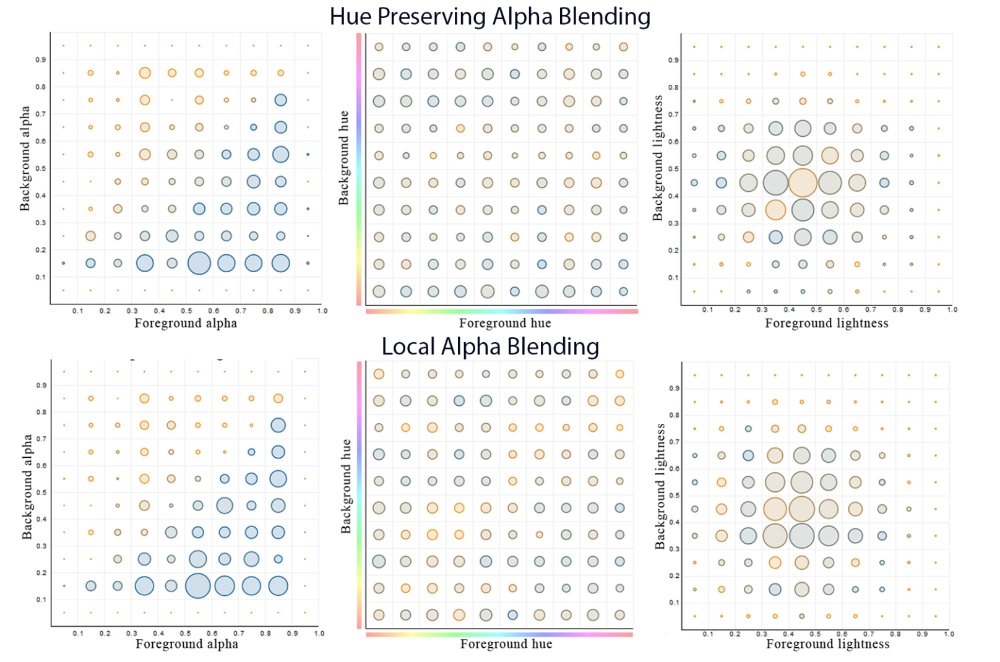 Hue Preserving Alpha Blending
Background alpha
0.9
0.8
0.7
0.6
0.5
0.4
0.3
0.2
0.1
0.1 0.2 0.3 0.4 0.5 0.6 0.7 0.8 0.9 1.0
Foreground alpha
Background hue
Foreground hue
Background lightness
0.9
0.8
0.7
0.6
0.5
0.4
0.3
0.2
0.1
0.1 0.2 0.3 0.4 0.5 0.6 0.7 0.8 0.9 1.0
Foreground lightness
Local Alpha Blending
Background alpha
0.9
0.8
0.7
0.6
0.5
0.4
0.3
0.2
0.1
0.1 0.2 0.3 0.4 0.5 0.6 0.7 0.8 0.9 1.0
Foreground alpha
Background hue
Foreground hue
Background lightness
0.9
0.8
0.7
0.6
0.5
0.4
0.3
0.2
0.1
0.1 0.2 0.3 0.4 0.5 0.6 0.7 0.8 0.9 1.0
Foreground lightness